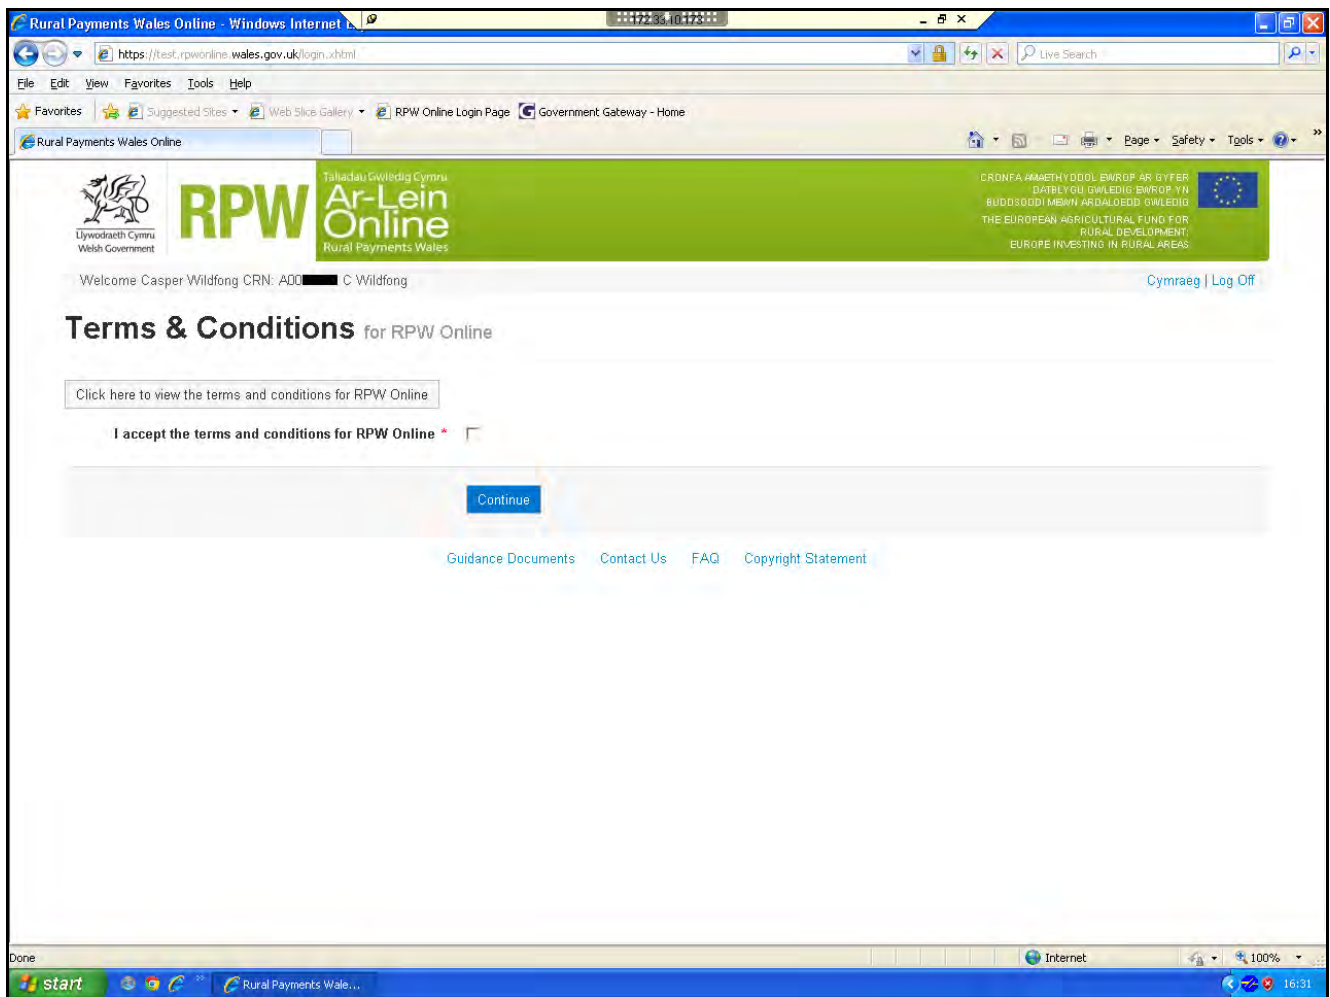 Rural Payments Wales Online - Windows Internet
172.33.10.173
https://test.rpwonline.wales.gov.uk/login.xhtml
Live Search
File Edit View Favorites Tools Help
Favorites Suggested Sites Web Slice Gallery RPW Online Login Page Government Gateway - Home
Rural Payments Wales Online
Page Safety Tools
Llywodraeth Cymru
Welsh Government
RPW
Taliadau Gwledig Cymru
Ar-Lein
Online
Rural Payments Wales
CRONFA AMAETHYDDOL EWROP AR GYFER
DATBLYGU GWLEDIG: EWROP YN
BUDDSODDI MEWN ARDALOEDD GWLEDIG
THE EUROPEAN AGRICULTURAL FUND FOR
RURAL DEVELOPMENT:
EUROPE INVESTING IN RURAL AREAS
Welcome Casper Wildfong CRN: A00 C Wildfong
Cymraeg | Log Off
Terms & Conditions for RPW Online
Click here to view the terms and conditions for RPW Online
I accept the terms and conditions for RPW Online *
Continue
Guidance Documents Contact Us FAQ Copyright Statement
Done
Internet
100%
start
Rural Payments Wale...
16:31